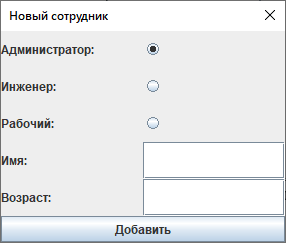 Новый сотрудник
Администратор:
Инженер:
Рабочий:
Имя:
Возраст:
Добавить